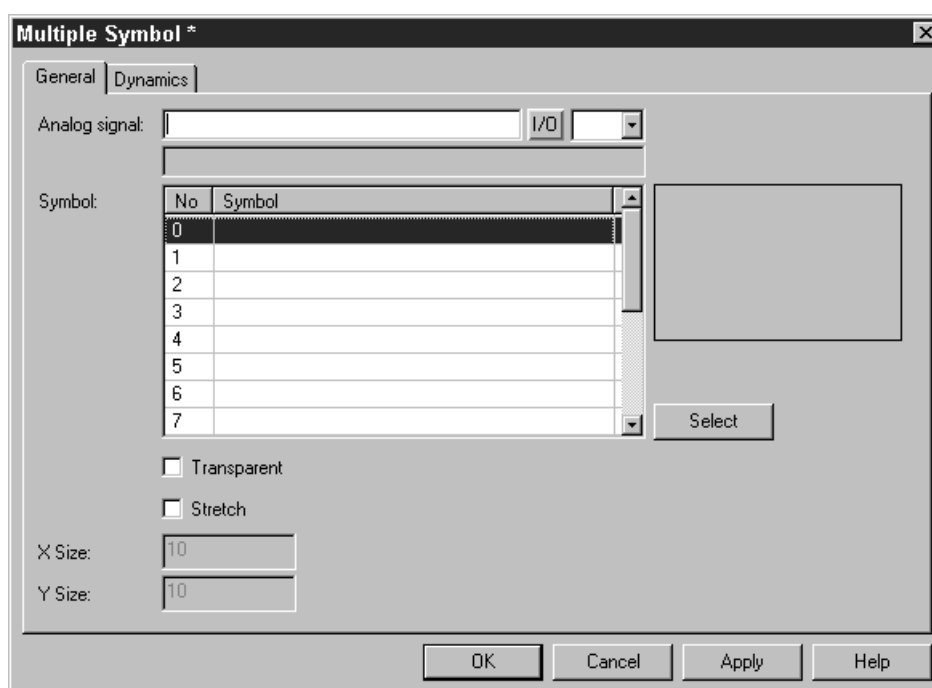 Multiple Symbol *
General Dynamics
Analog signal: I/O
Symbol: No Symbol
0
1
2
3
4
5
6
7
Select
Transparent
Stretch
X Size: 10
Y Size: 10
OK Cancel Apply Help